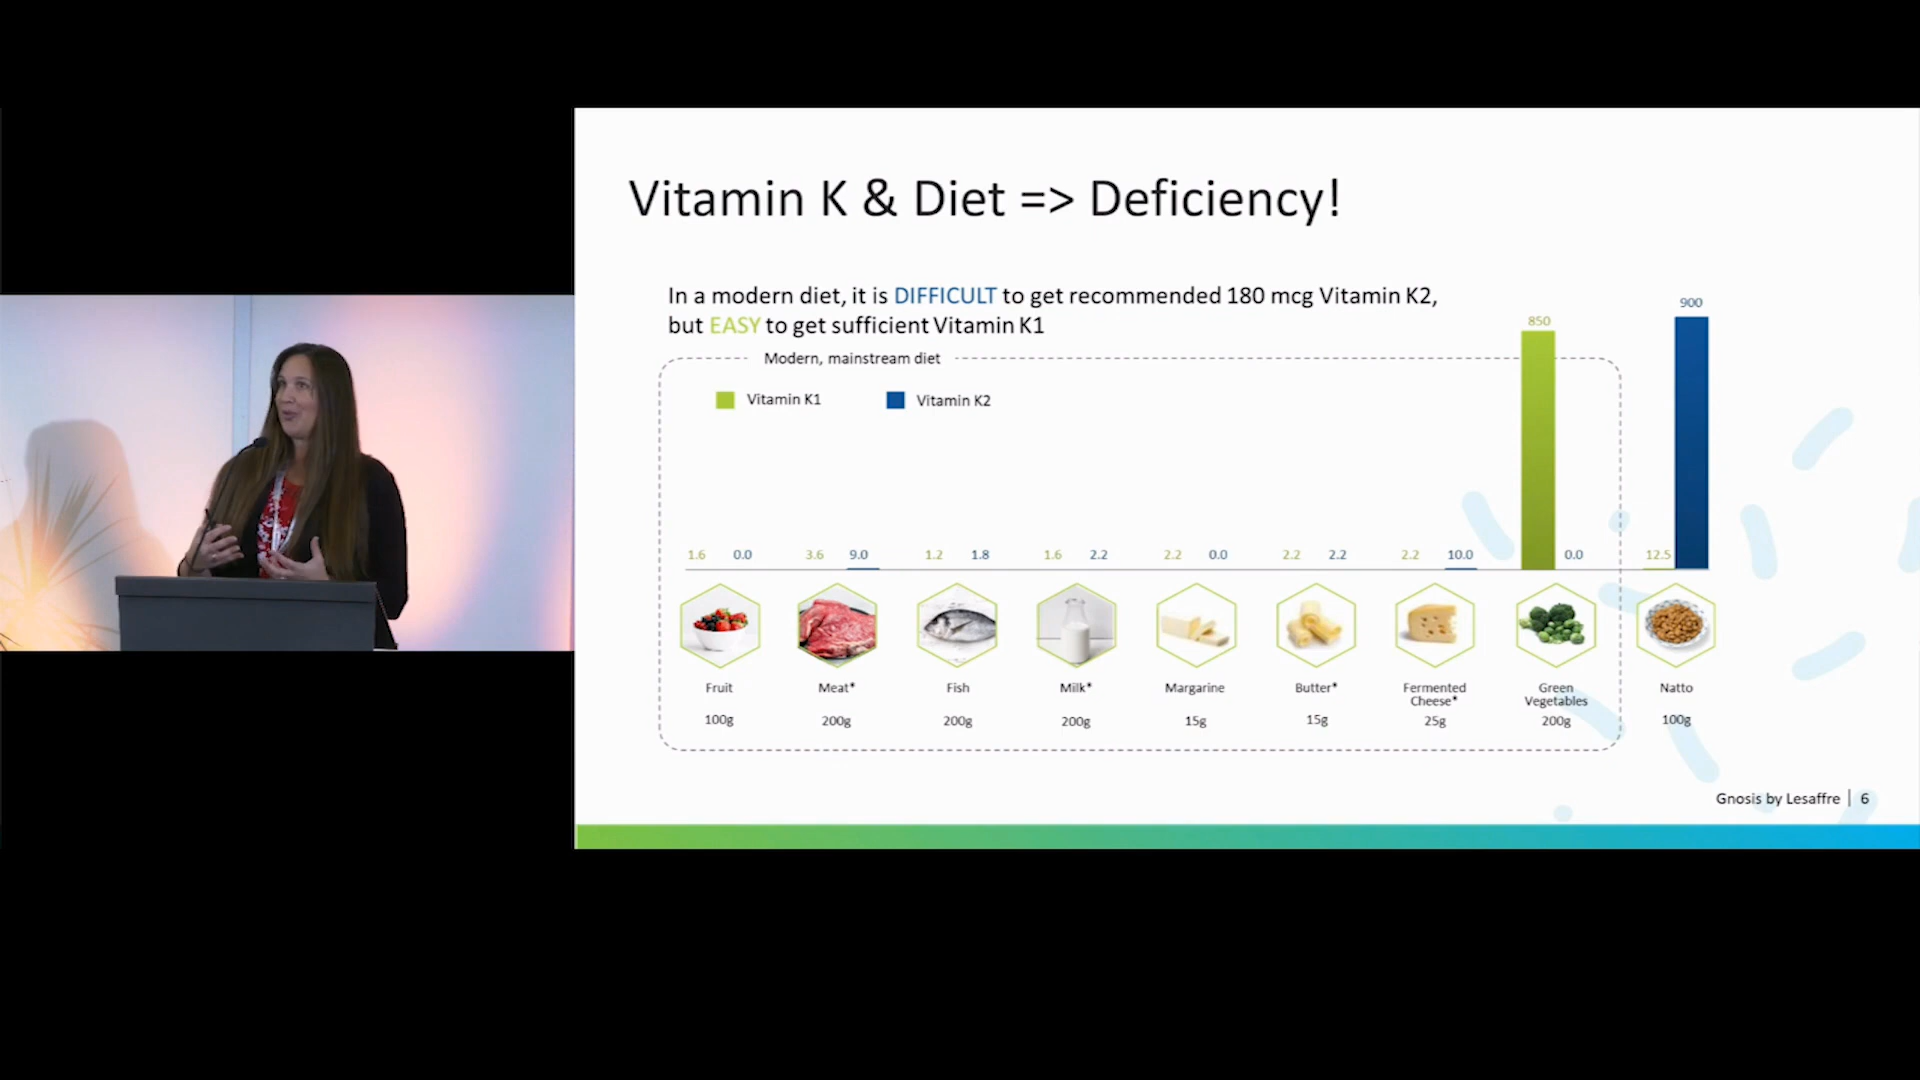 Vitamin K & Diet => Deficiency!
In a modern diet, it is DIFFICULT to get recommended 180 mcg Vitamin K2,
but EASY to get sufficient Vitamin K1
Modern, mainstream diet
Vitamin K1 Vitamin K2
1.6 0.0 3.6 9.0 1.2 1.8 1.6 2.2 2.2 0.0 2.2 2.2 2.2 10.0 850 0.0 12.5 900
Fruit Meat* Fish Milk* Margarine Butter* Fermented Green Natto
Cheese* Vegetables
100g 200g 200g 200g 15g 15g 25g 200g 100g
Gnosis by Lesaffre | 6